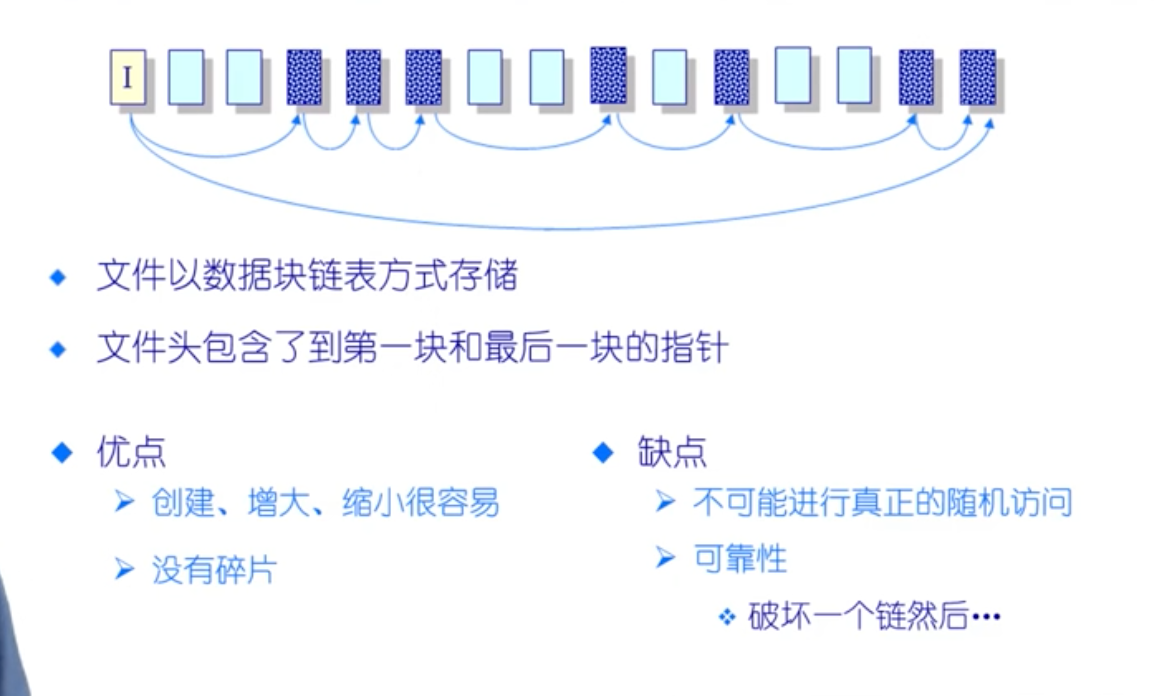 I
文件以数据块链表方式存储
文件头包含了到第一块和最后一块的指针
优点
创建、增大、缩小很容易
没有碎片
缺点
不可能进行真正的随机访问
可靠性
破坏一个链然后…